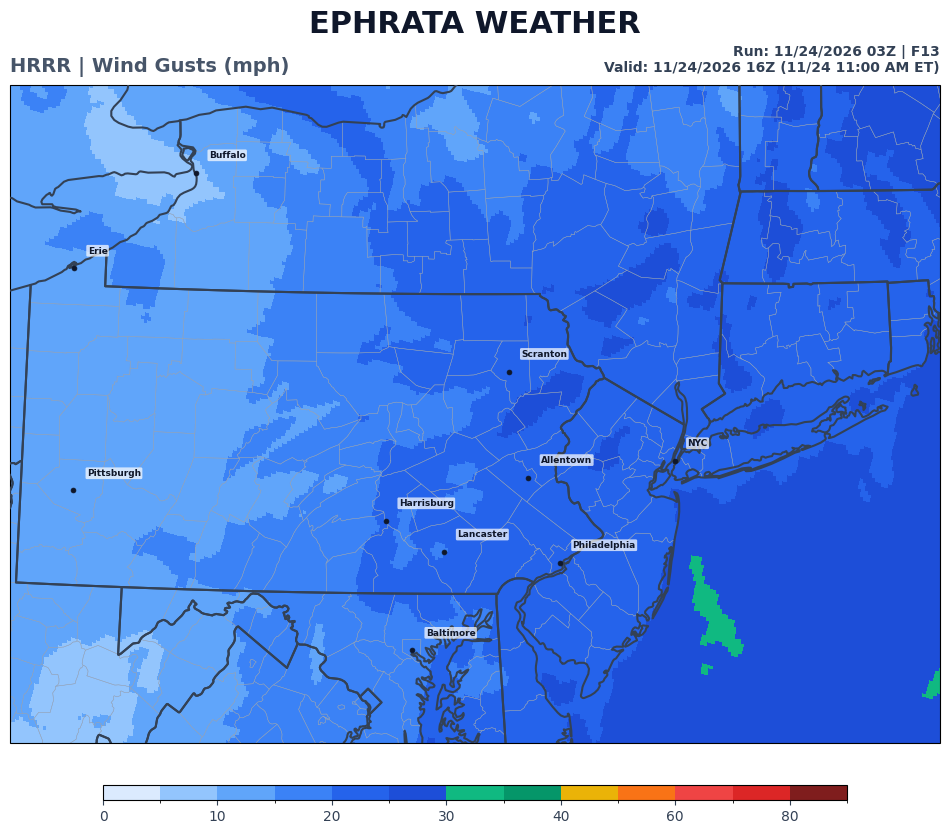 EPHRATA WEATHER
HRRR | Wind Gusts (mph)
Run: 11/24/2026 03Z | F13
Valid: 11/24/2026 16Z (11/24 11:00 AM ET)
Buffalo
Erie
Scranton
NYC
Allentown
Pittsburgh
Harrisburg
Lancaster
Philadelphia
Baltimore
0 10 20 30 40 50 60 70 80